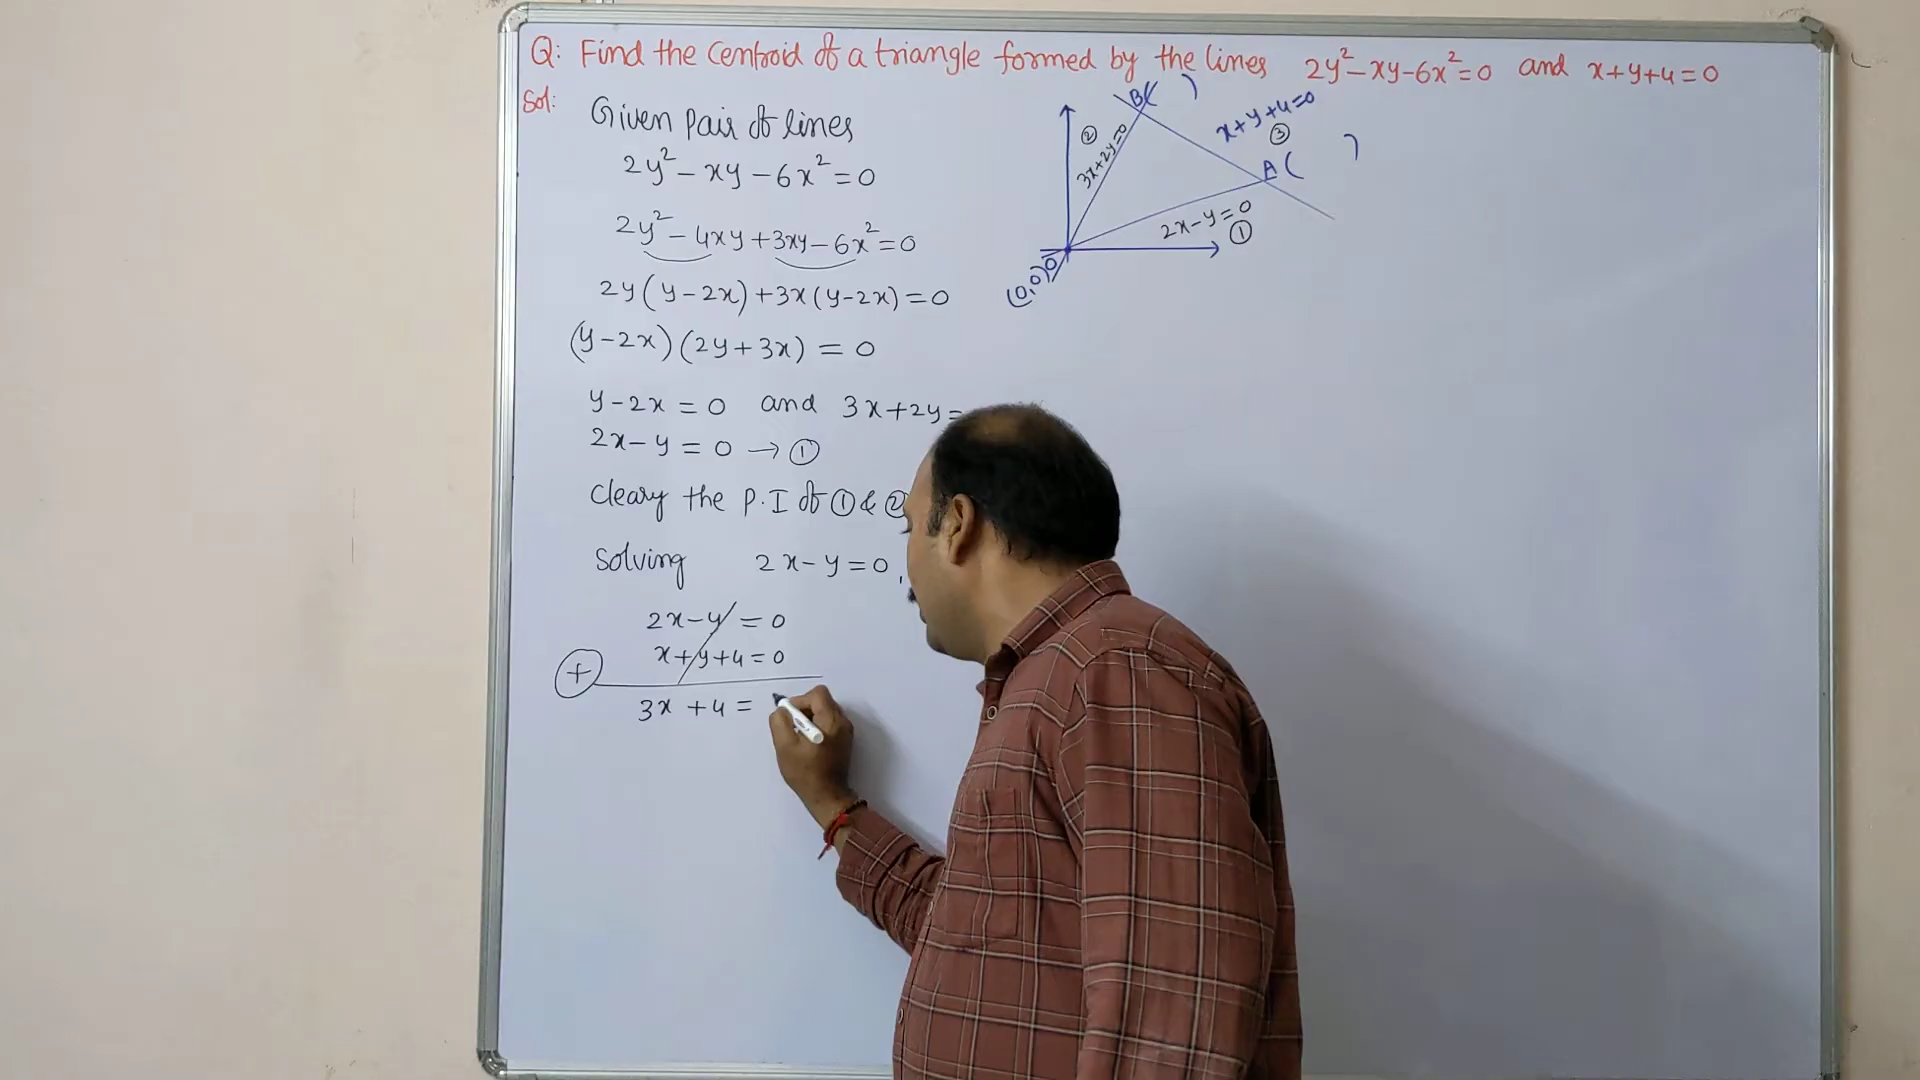 Q: Find the Centroid of a triangle formed by the lines 2y²-xy-6x²=0 and x+y+4=0
Sol:
Given Pair of lines
2y²-xy-6x²=0
2y²-4xy+3xy-6x²=0
2y(y-2x)+3x(y-2x)=0
(y-2x)(2y+3x)=0
y-2x=0 and 3x+2y=
2x-y=0→①
Cleary the P.I of ①&②
Solving 2x-y=0,
2x-y=0
x+y+4=0
+
3x+4=
B( )
x+y+4=0
③
②
3x+2y=0
A( )
2x-y=0
①
(0,0)O